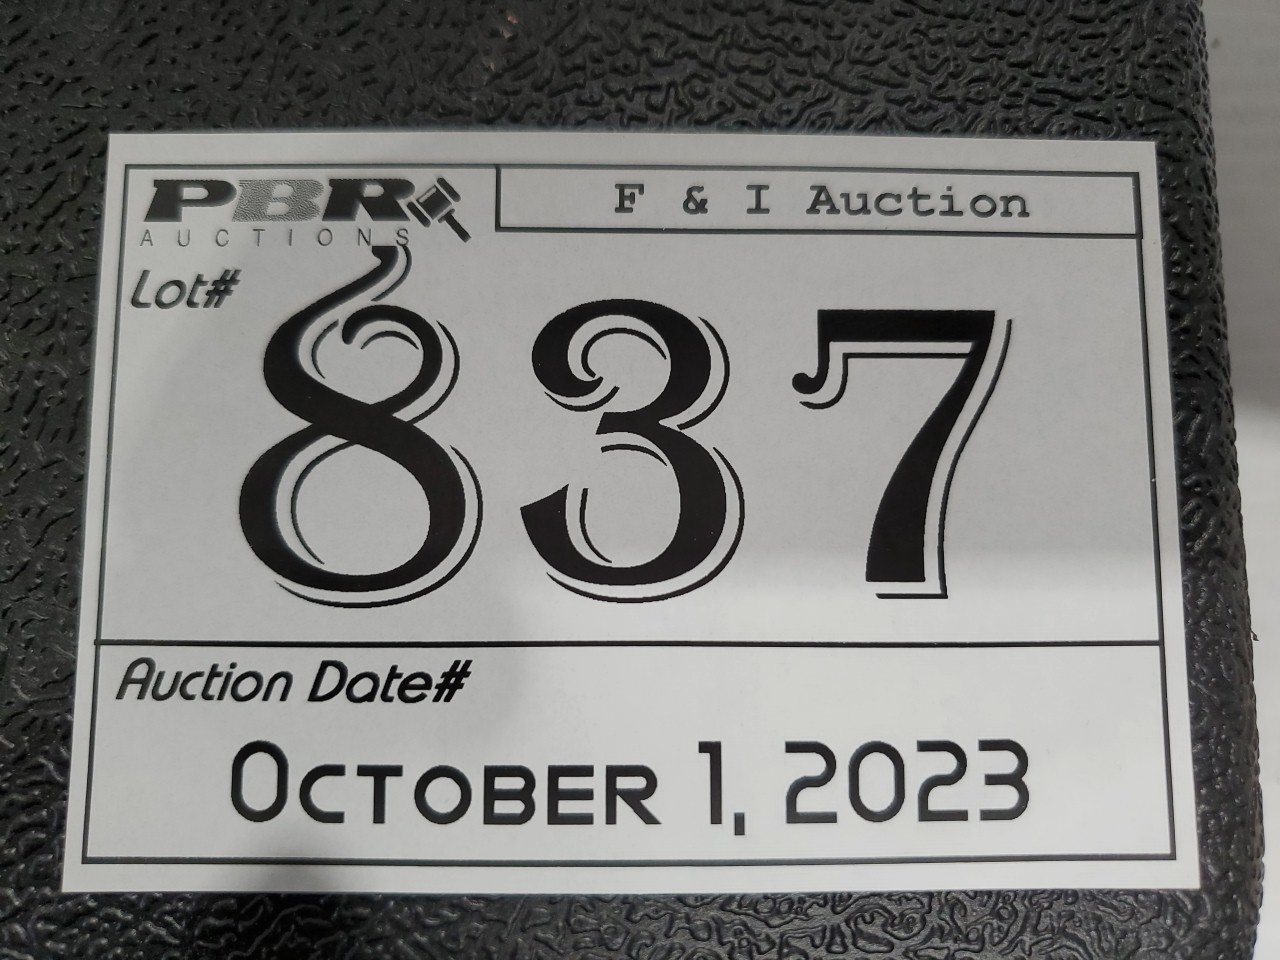 PBR
AUCTIONS
F & I Auction
Lot#
837
Auction Date#
October 1, 2023